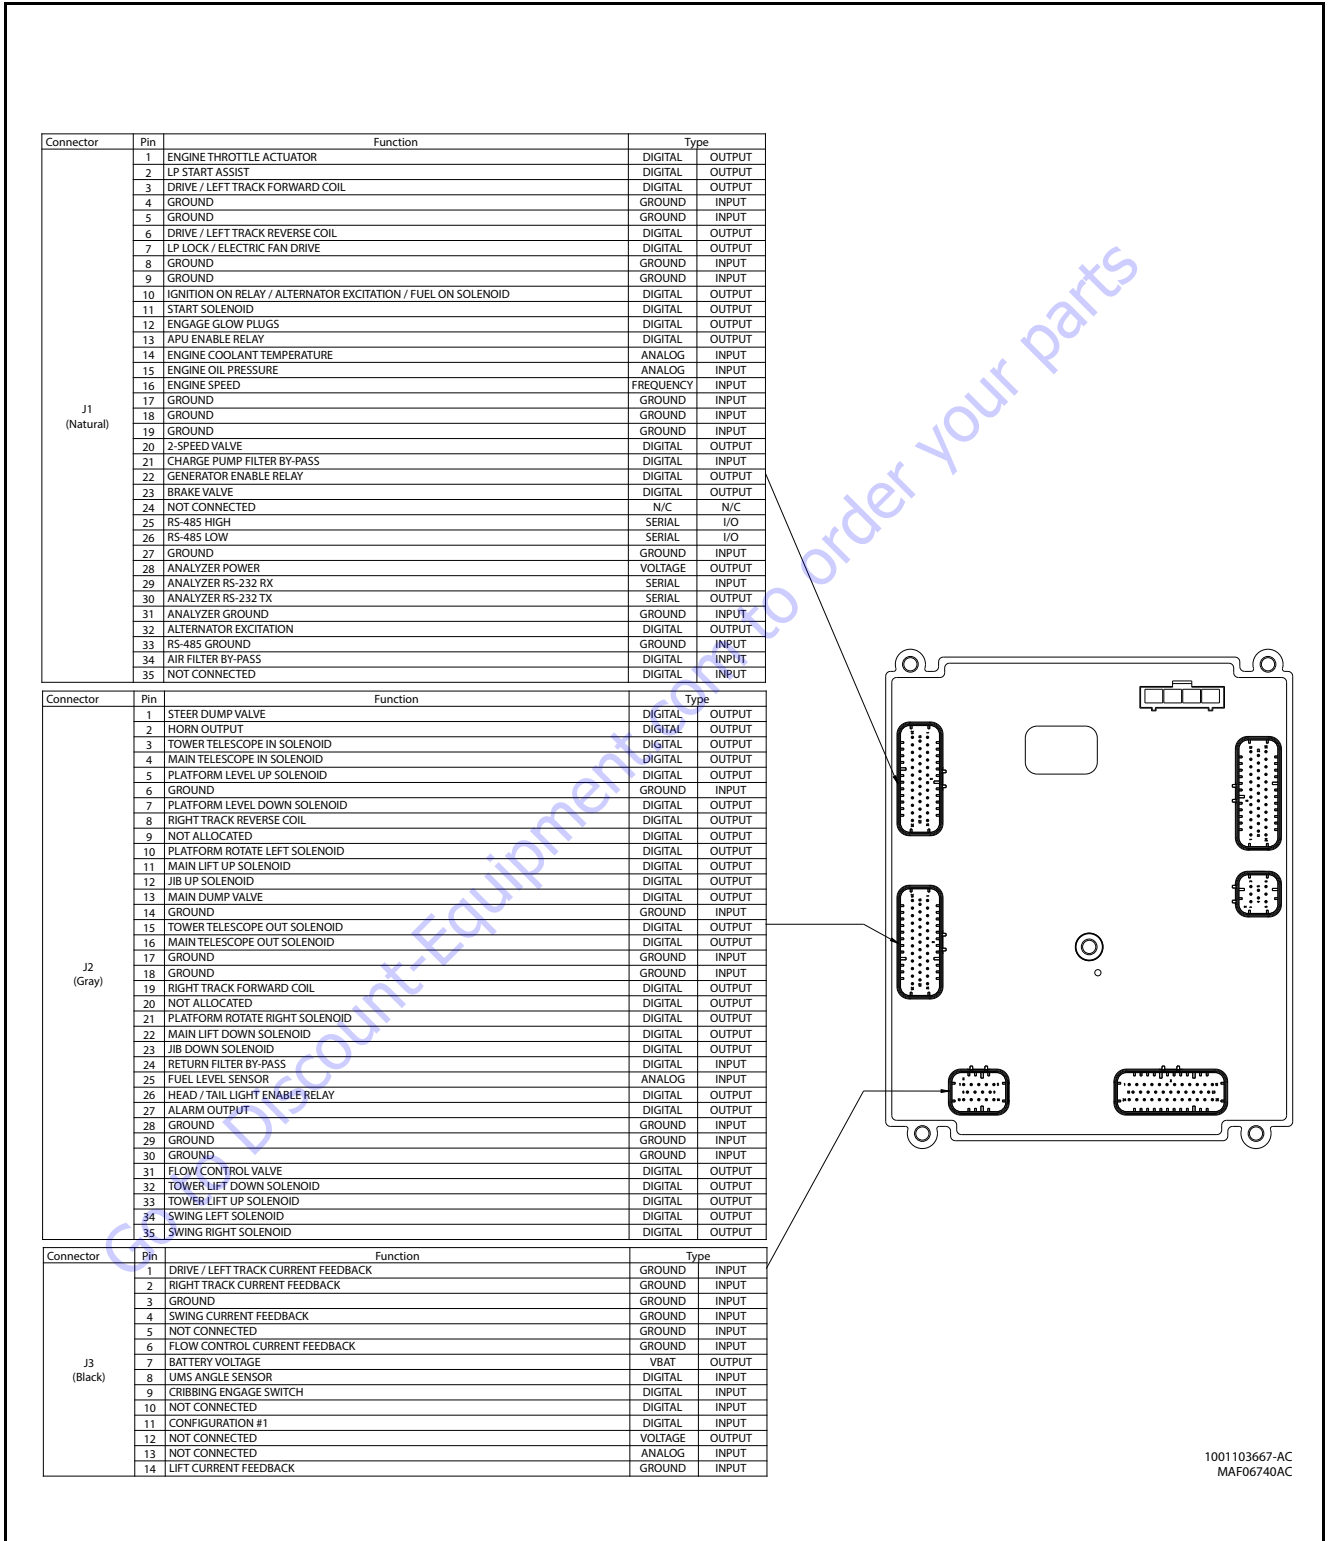 Connector Pin Function Type
1 ENGINE THROTTLE ACTUATOR DIGITAL OUTPUT
2 LP START ASSIST DIGITAL OUTPUT
3 DRIVE / LEFT TRACK FORWARD COIL DIGITAL OUTPUT
4 GROUND GROUND INPUT
5 GROUND GROUND INPUT
6 DRIVE / LEFT TRACK REVERSE COIL DIGITAL OUTPUT
7 LP LOCK / ELECTRIC FAN DRIVE DIGITAL OUTPUT
8 GROUND GROUND INPUT
9 GROUND GROUND INPUT
10 IGNITION ON RELAY / ALTERNATOR EXCITATION / FUEL ON SOLENOID DIGITAL OUTPUT
11 START SOLENOID DIGITAL OUTPUT
12 ENGAGE GLOW PLUGS DIGITAL OUTPUT
13 APU ENABLE RELAY DIGITAL OUTPUT
14 ENGINE COOLANT TEMPERATURE ANALOG INPUT
15 ENGINE OIL PRESSURE ANALOG INPUT
16 ENGINE SPEED FREQUENCY INPUT
17 GROUND GROUND INPUT
J1
(Natural)
18 GROUND GROUND INPUT
19 GROUND GROUND INPUT
20 2-SPEED VALVE DIGITAL OUTPUT
21 CHARGE PUMP FILTER BY-PASS DIGITAL INPUT
22 GENERATOR ENABLE RELAY DIGITAL OUTPUT
23 BRAKE VALVE DIGITAL OUTPUT
24 NOT CONNECTED N/C N/C
25 RS-485 HIGH SERIAL I/O
26 RS-485 LOW SERIAL I/O
27 GROUND GROUND INPUT
28 ANALYZER POWER VOLTAGE OUTPUT
29 ANALYZER RS-232 RX SERIAL INPUT
30 ANALYZER RS-232 TX SERIAL OUTPUT
31 ANALYZER GROUND GROUND INPUT
32 ALTERNATOR EXCITATION DIGITAL OUTPUT
33 RS-485 GROUND GROUND INPUT
34 AIR FILTER BY-PASS DIGITAL INPUT
35 NOT CONNECTED DIGITAL INPUT
Connector Pin Function Type
1 STEER DUMP VALVE DIGITAL OUTPUT
2 HORN OUTPUT DIGITAL OUTPUT
3 TOWER TELESCOPE IN SOLENOID DIGITAL OUTPUT
4 MAIN TELESCOPE IN SOLENOID DIGITAL OUTPUT
5 PLATFORM LEVEL UP SOLENOID DIGITAL OUTPUT
6 GROUND GROUND INPUT
7 PLATFORM LEVEL DOWN SOLENOID DIGITAL OUTPUT
8 RIGHT TRACK REVERSE COIL DIGITAL OUTPUT
9 NOT ALLOCATED DIGITAL OUTPUT
10 PLATFORM ROTATE LEFT SOLENOID DIGITAL OUTPUT
11 MAIN LIFT UP SOLENOID DIGITAL OUTPUT
12 JIB UP SOLENOID DIGITAL OUTPUT
13 MAIN DUMP VALVE DIGITAL OUTPUT
14 GROUND GROUND INPUT
15 TOWER TELESCOPE OUT SOLENOID DIGITAL OUTPUT
16 MAIN TELESCOPE OUT SOLENOID DIGITAL OUTPUT
17 GROUND GROUND INPUT
J2
(Gray)
18 GROUND GROUND INPUT
19 RIGHT TRACK FORWARD COIL DIGITAL OUTPUT
20 NOT ALLOCATED DIGITAL OUTPUT
21 PLATFORM ROTATE RIGHT SOLENOID DIGITAL OUTPUT
22 MAIN LIFT DOWN SOLENOID DIGITAL OUTPUT
23 JIB DOWN SOLENOID DIGITAL OUTPUT
24 RETURN FILTER BY-PASS DIGITAL INPUT
25 FUEL LEVEL SENSOR ANALOG INPUT
26 HEAD / TAIL LIGHT ENABLE RELAY DIGITAL OUTPUT
27 ALARM OUTPUT DIGITAL OUTPUT
28 GROUND GROUND INPUT
29 GROUND GROUND INPUT
30 GROUND GROUND INPUT
31 FLOW CONTROL VALVE DIGITAL OUTPUT
32 TOWER LIFT DOWN SOLENOID DIGITAL OUTPUT
33 TOWER LIFT UP SOLENOID DIGITAL OUTPUT
34 SWING LEFT SOLENOID DIGITAL OUTPUT
35 SWING RIGHT SOLENOID DIGITAL OUTPUT
Connector Pin Function Type
1 DRIVE / LEFT TRACK CURRENT FEEDBACK GROUND INPUT
2 RIGHT TRACK CURRENT FEEDBACK GROUND INPUT
3 GROUND GROUND INPUT
4 SWING CURRENT FEEDBACK GROUND INPUT
5 NOT CONNECTED GROUND INPUT
6 FLOW CONTROL CURRENT FEEDBACK GROUND INPUT
J3
(Black)
7 BATTERY VOLTAGE VBAT OUTPUT
8 UMS ANGLE SENSOR DIGITAL INPUT
9 CRIBBING ENGAGE SWITCH DIGITAL INPUT
10 NOT CONNECTED DIGITAL INPUT
11 CONFIGURATION #1 DIGITAL INPUT
12 NOT CONNECTED VOLTAGE OUTPUT
13 NOT CONNECTED ANALOG INPUT
14 LIFT CURRENT FEEDBACK GROUND INPUT
1001103667-AC
MAF06740AC
Go to Discount-Equipment.com to order your parts